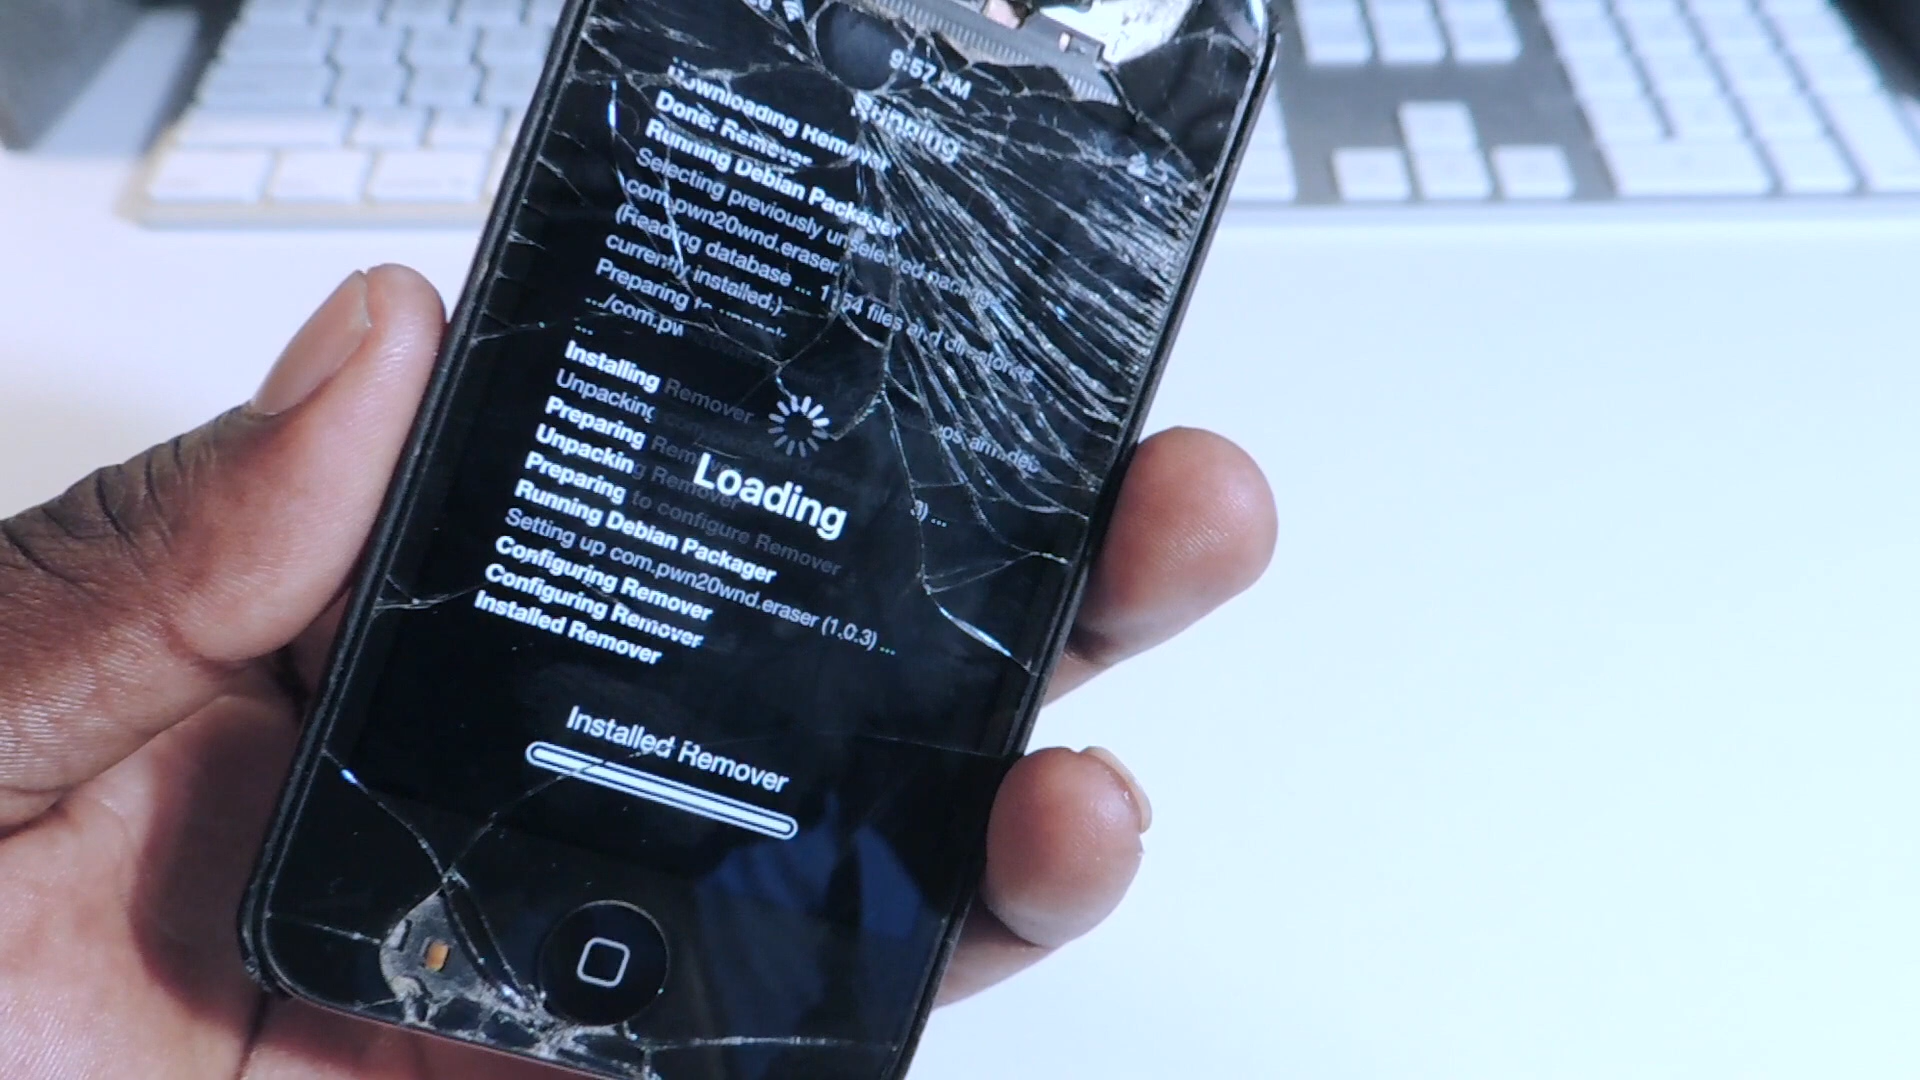 9:57 PM
Running
Downloading Remover
Done: Remover
Running Debian Packager
Selecting previously unselected package
com.pwn20wnd.eraser.
(Reading database ... files and directories
currently installed.)
Preparing to unpack
.../com.pw
...
Installing Remover
Unpacking
Preparing Remover
Unpacking Remover
Preparing to configure Remover
Loading
Running Debian Packager
Setting up com.pwn20wnd.eraser (1.0.3) ...
Configuring Remover
Configuring Remover
Installed Remover
Installed Remover